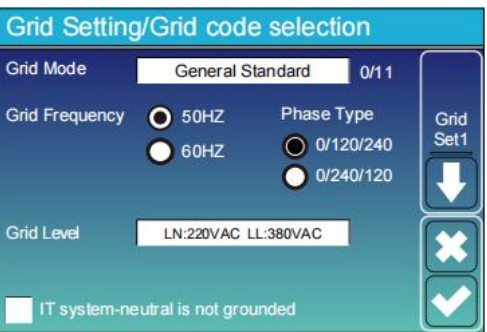 Grid Setting/Grid code selection
Grid Mode General Standard 0/11
Grid Frequency 50HZ Phase Type
60HZ 0/120/240
0/240/120
Grid Set1
Grid Level LN:220VAC LL:380VAC
IT system-neutral is not grounded